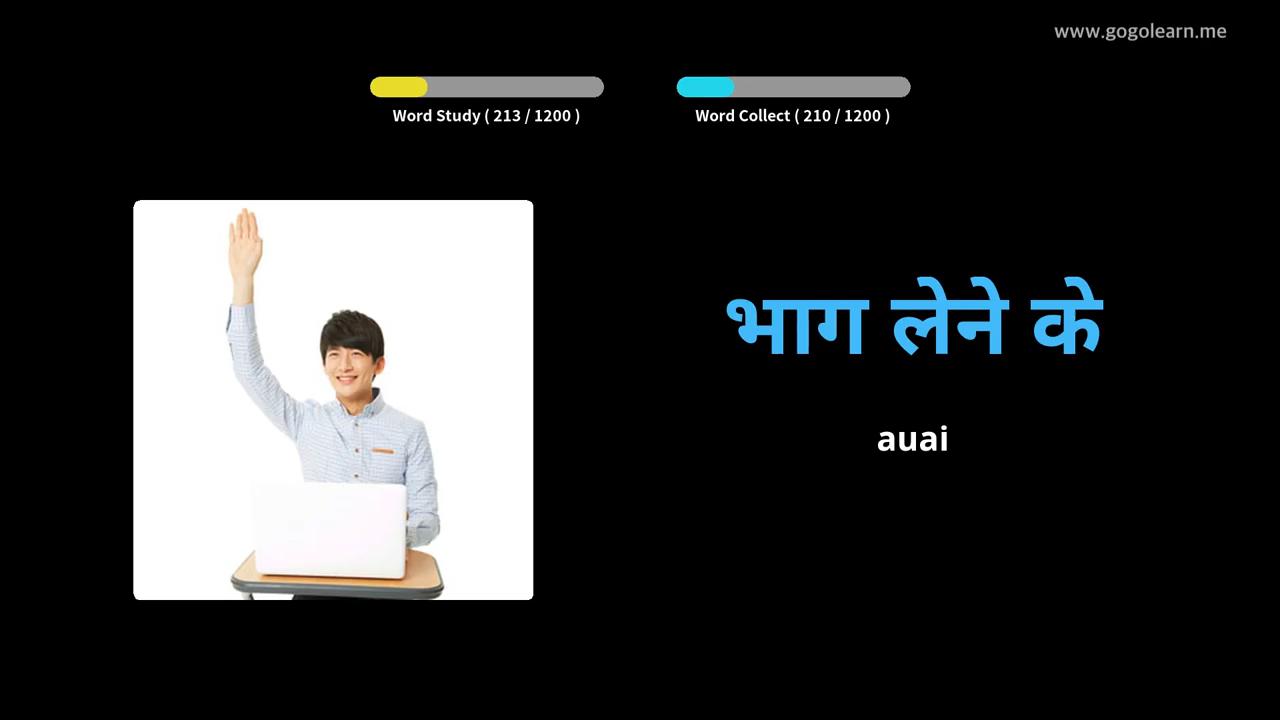 www.gogolearn.me
Word Study ( 213 / 1200 )
Word Collect ( 210 / 1200 )
भाग लेने के
auai